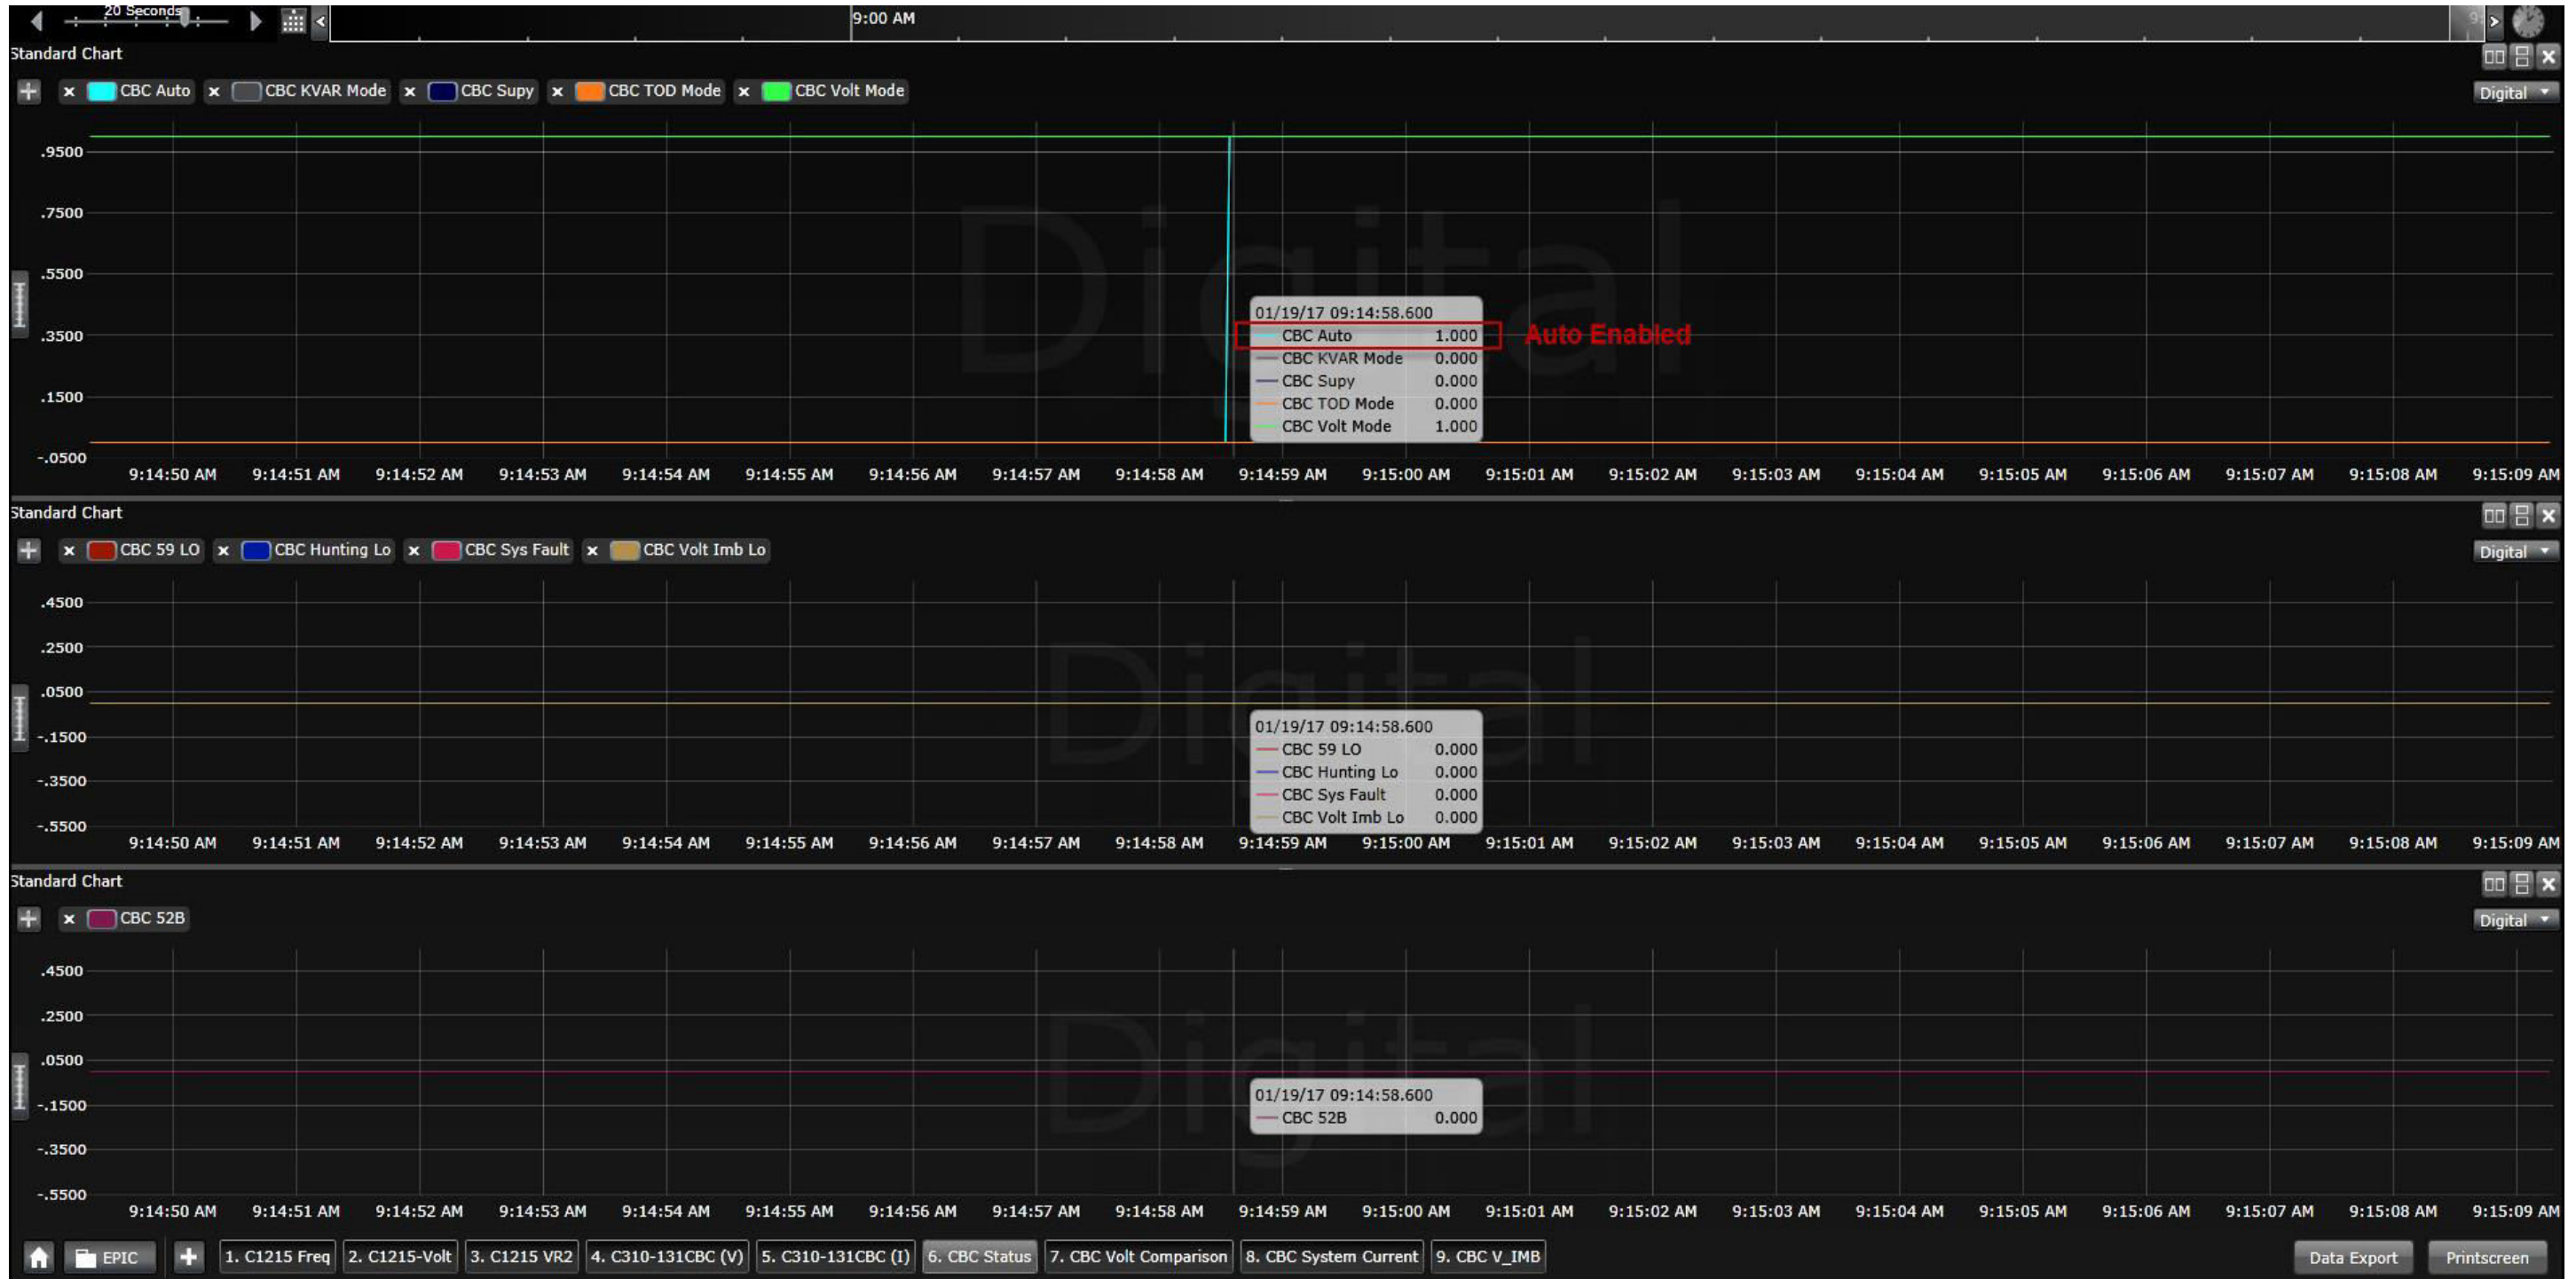 20 Seconds
9:00 AM
9:
Standard Chart
CBC Auto CBC KVAR Mode CBC Supy CBC TOD Mode CBC Volt Mode
Digital
Digital
.9500
.7500
.5500
.3500
.1500
-.0500
01/19/17 09:14:58.600
CBC Auto 1.000
CBC KVAR Mode 0.000
CBC Supy 0.000
CBC TOD Mode 0.000
CBC Volt Mode 1.000
Auto Enabled
9:14:50 AM 9:14:51 AM 9:14:52 AM 9:14:53 AM 9:14:54 AM 9:14:55 AM 9:14:56 AM 9:14:57 AM 9:14:58 AM 9:14:59 AM 9:15:00 AM 9:15:01 AM 9:15:02 AM 9:15:03 AM 9:15:04 AM 9:15:05 AM 9:15:06 AM 9:15:07 AM 9:15:08 AM 9:15:09 AM
Standard Chart
CBC 59 LO CBC Hunting Lo CBC Sys Fault CBC Volt Imb Lo
Digital
Digital
.4500
.2500
.0500
-.1500
-.3500
-.5500
01/19/17 09:14:58.600
CBC 59 LO 0.000
CBC Hunting Lo 0.000
CBC Sys Fault 0.000
CBC Volt Imb Lo 0.000
9:14:50 AM 9:14:51 AM 9:14:52 AM 9:14:53 AM 9:14:54 AM 9:14:55 AM 9:14:56 AM 9:14:57 AM 9:14:58 AM 9:14:59 AM 9:15:00 AM 9:15:01 AM 9:15:02 AM 9:15:03 AM 9:15:04 AM 9:15:05 AM 9:15:06 AM 9:15:07 AM 9:15:08 AM 9:15:09 AM
Standard Chart
CBC 52B
Digital
Digital
.4500
.2500
.0500
-.1500
-.3500
-.5500
01/19/17 09:14:58.600
CBC 52B 0.000
9:14:50 AM 9:14:51 AM 9:14:52 AM 9:14:53 AM 9:14:54 AM 9:14:55 AM 9:14:56 AM 9:14:57 AM 9:14:58 AM 9:14:59 AM 9:15:00 AM 9:15:01 AM 9:15:02 AM 9:15:03 AM 9:15:04 AM 9:15:05 AM 9:15:06 AM 9:15:07 AM 9:15:08 AM 9:15:09 AM
EPIC 1. C1215 Freq 2. C1215-Volt 3. C1215 VR2 4. C310-131CBC (V) 5. C310-131CBC (I) 6. CBC Status 7. CBC Volt Comparison 8. CBC System Current 9. CBC V_IMB Data Export Printscreen